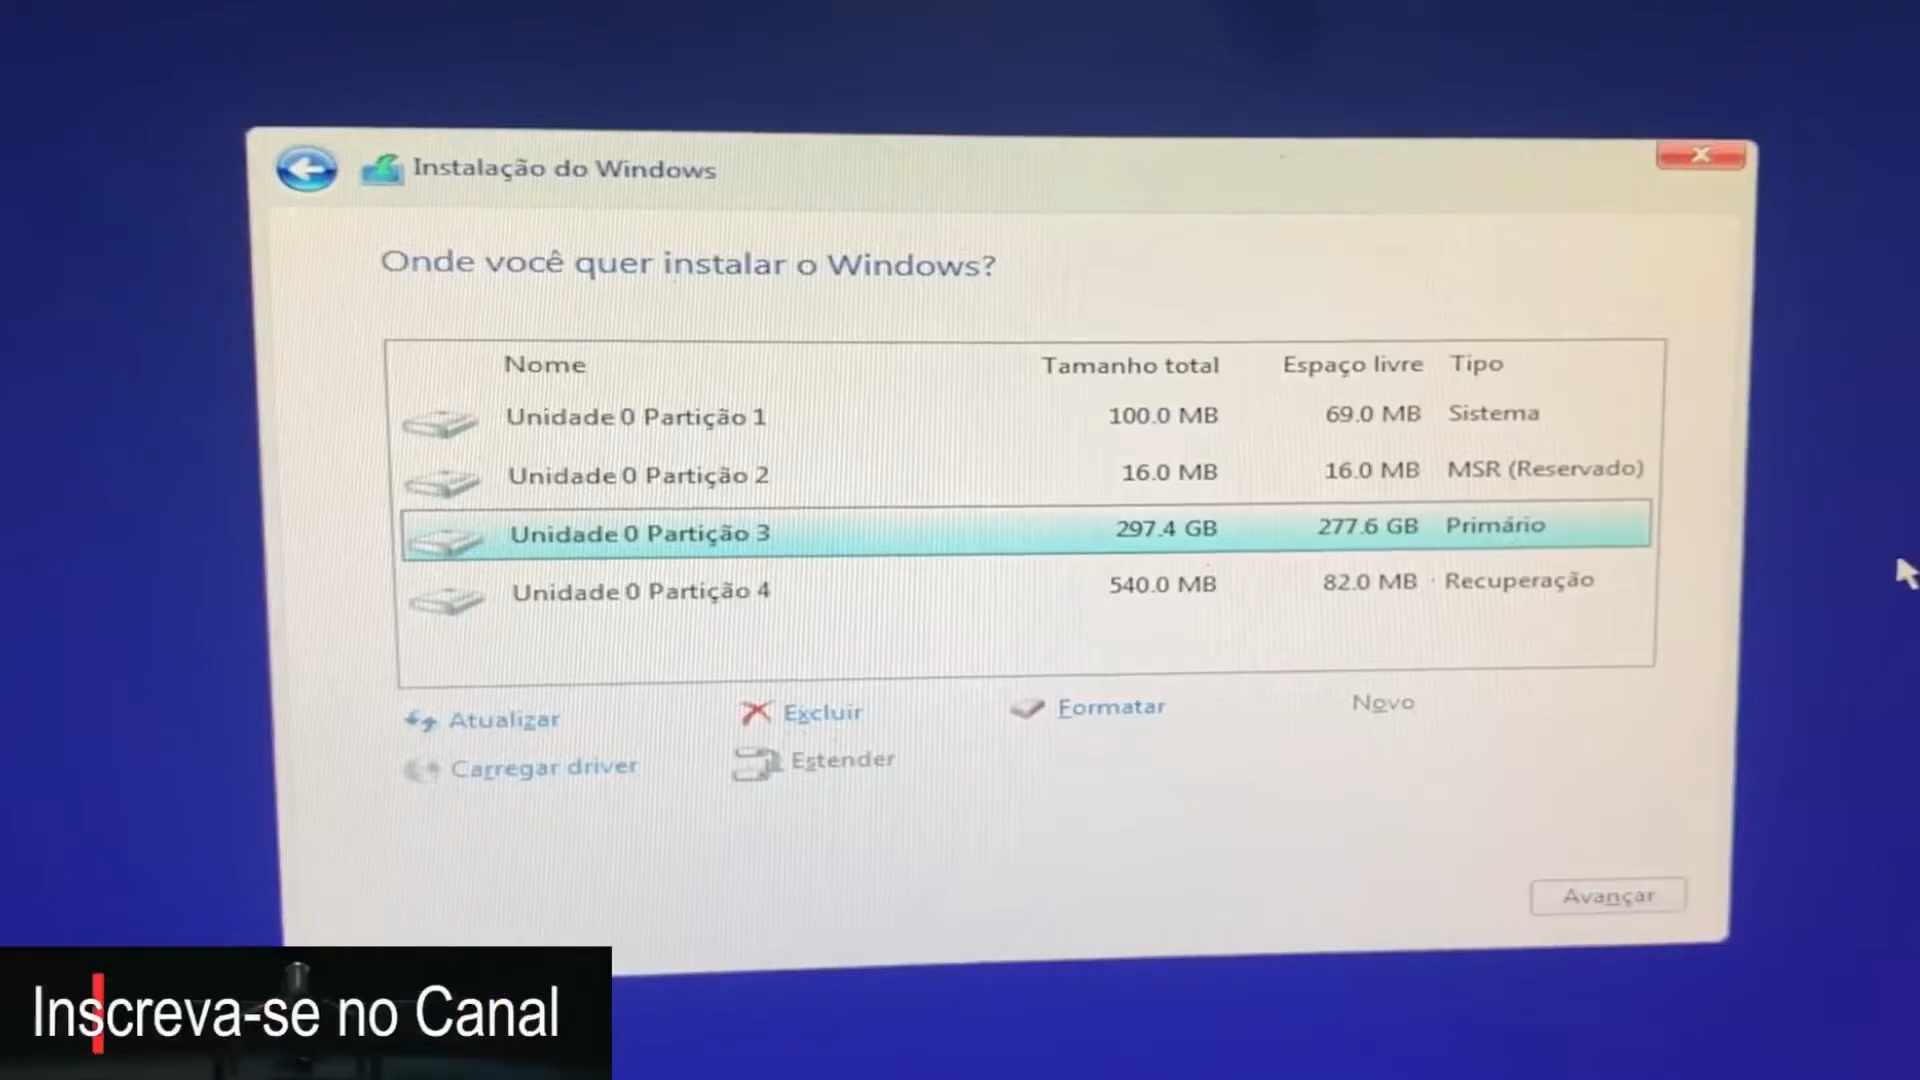 Instalação do Windows
Onde você quer instalar o Windows?
Nome Tamanho total Espaço livre Tipo
Unidade 0 Partição 1 100.0 MB 69.0 MB Sistema
Unidade 0 Partição 2 16.0 MB 16.0 MB MSR (Reservado)
Unidade 0 Partição 3 297.4 GB 277.6 GB Primário
Unidade 0 Partição 4 540.0 MB 82.0 MB Recuperação
Atualizar Excluir Formatar Novo
Carregar driver Estender
Avançar
Inscreva-se no Canal